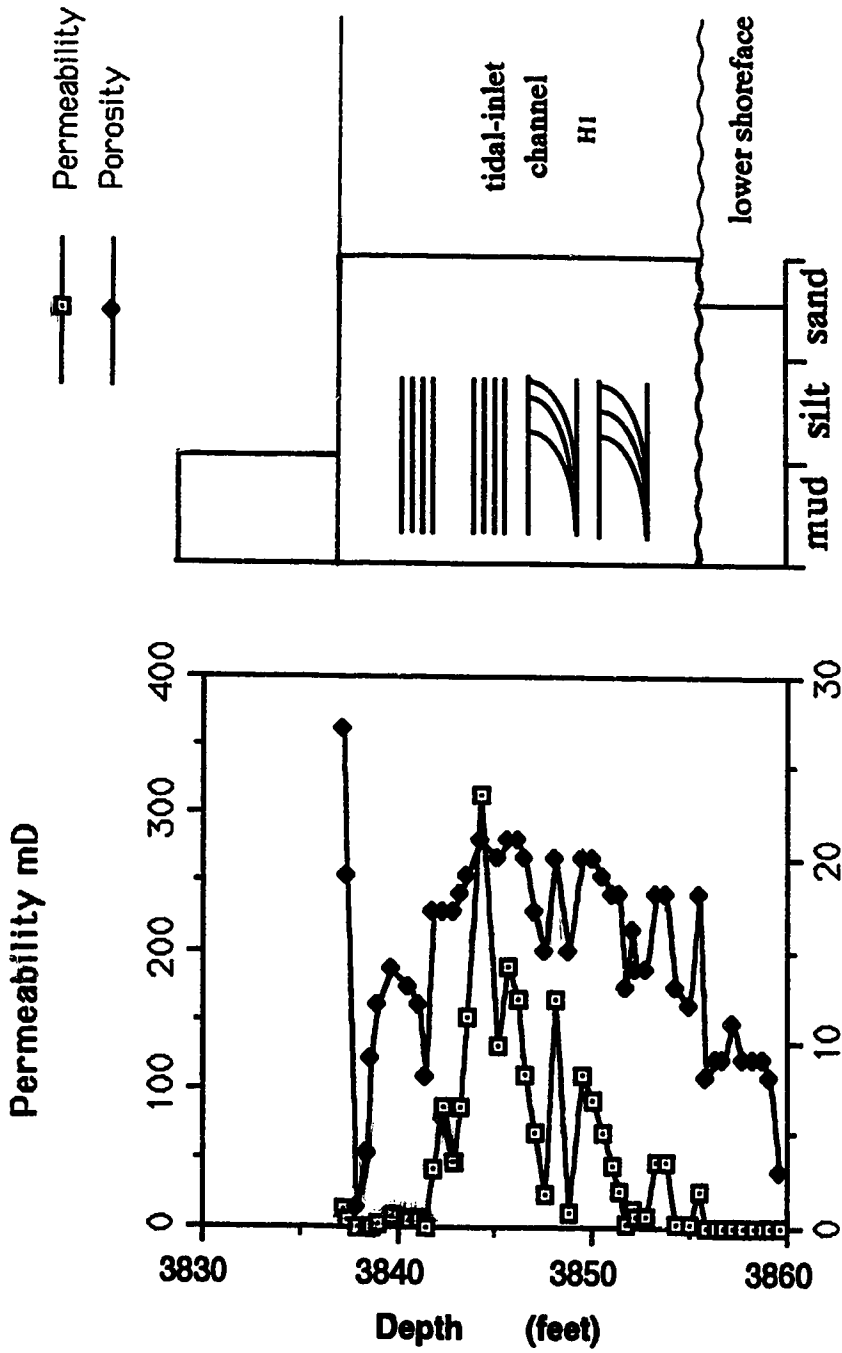 Permeability
Porosity
tidal-inlet
channel
H1
lower shoreface
mud silt sand
Permeability mD
400
300
200
100
0
30
20
10
0
3830 3840 3850 3860
Depth (feet)